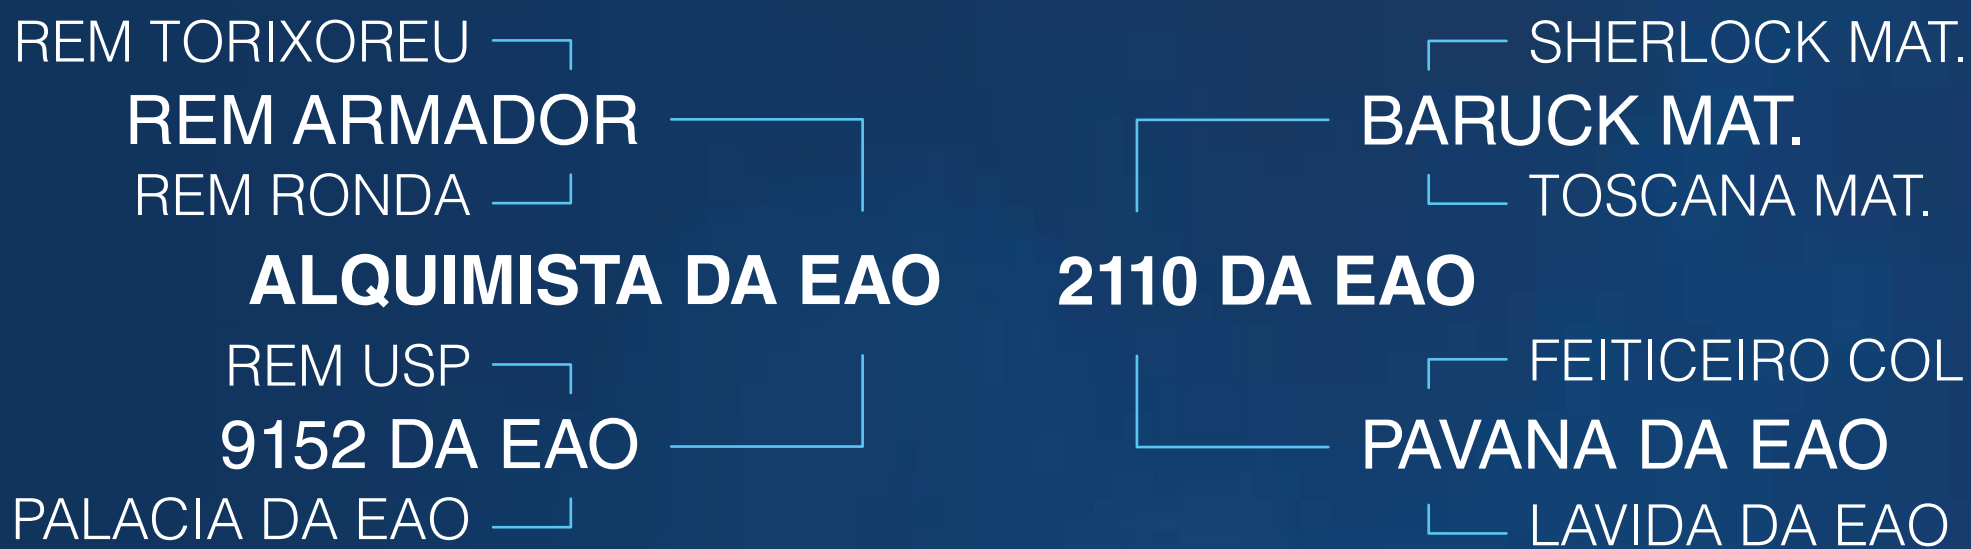 REM TORIXOREU
REM ARMADOR
REM RONDA
ALQUIMISTA DA EAO
REM USP
9152 DA EAO
PALACIA DA EAO
SHERLOCK MAT.
BARUCK MAT.
TOSCANA MAT.
2110 DA EAO
FEITICEIRO COL
PAVANA DA EAO
LAVIDA DA EAO